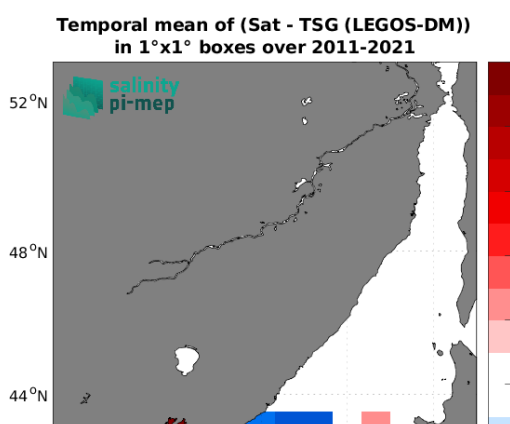 Temporal mean of (Sat - TSG (LEGOS-DM))
in 1°x1° boxes over 2011-2021
salinity
pi-mep
52°N
48°N
44°N